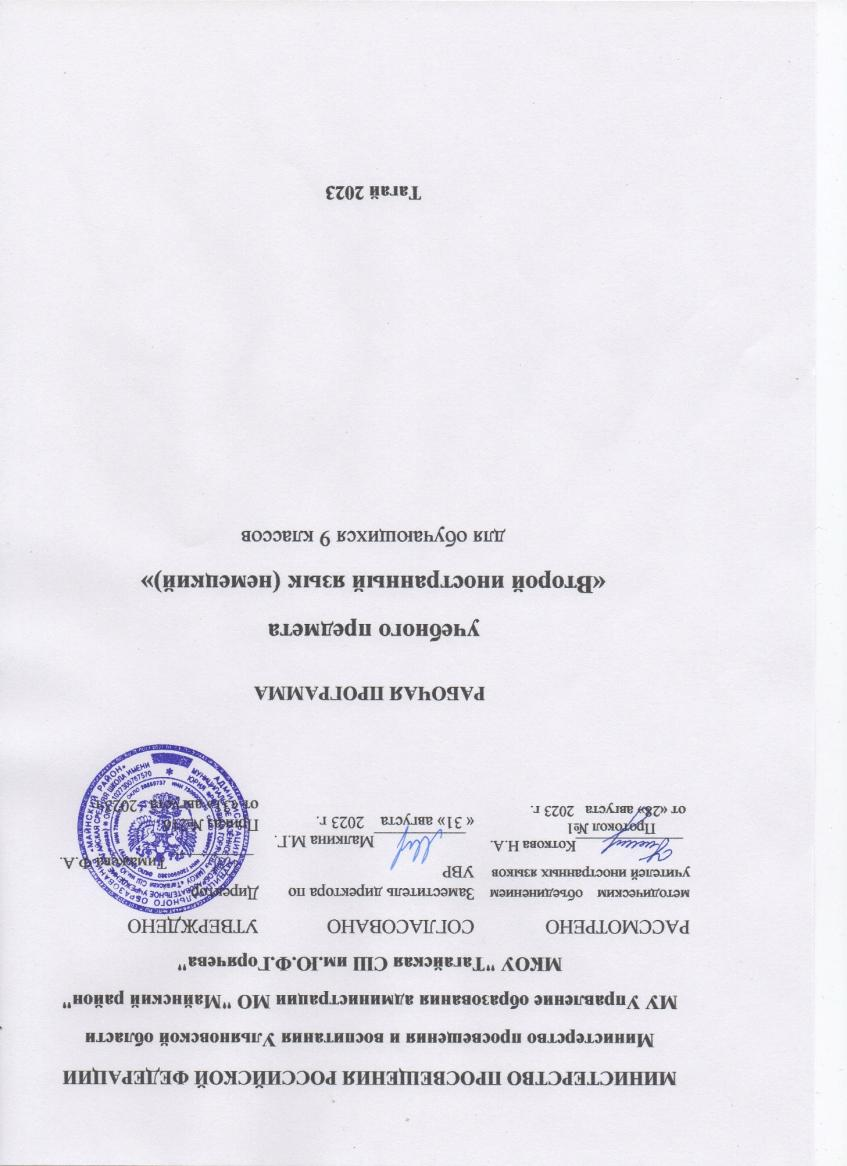 МИНИСТЕРСТВО ПРОСВЕЩЕНИЯ РОССИЙСКОЙ ФЕДЕРАЦИИ
Министерство просвещения и воспитания Ульяновской области
МУ Управление образования администрации МО "Майнский район"
МКОУ "Тагайская СШ им.Ю.Ф.Горячева"
РАССМОТРЕНО
методическим объединением
учителей иностранных языков
Коткова Н.А.
Протокол №1
от «28» августа 2023 г.
СОГЛАСОВАНО
Заместитель директора по
УВР
Малкина М.Г.
« 31» августа 2023 г.
УТВЕРЖДЕНО
Директор
Ф.А.
Приказ
от августа
РАБОЧАЯ ПРОГРАММА
учебного предмета
«Второй иностранный язык (немецкий)»
для обучающихся 9 классов
Тагай 2023